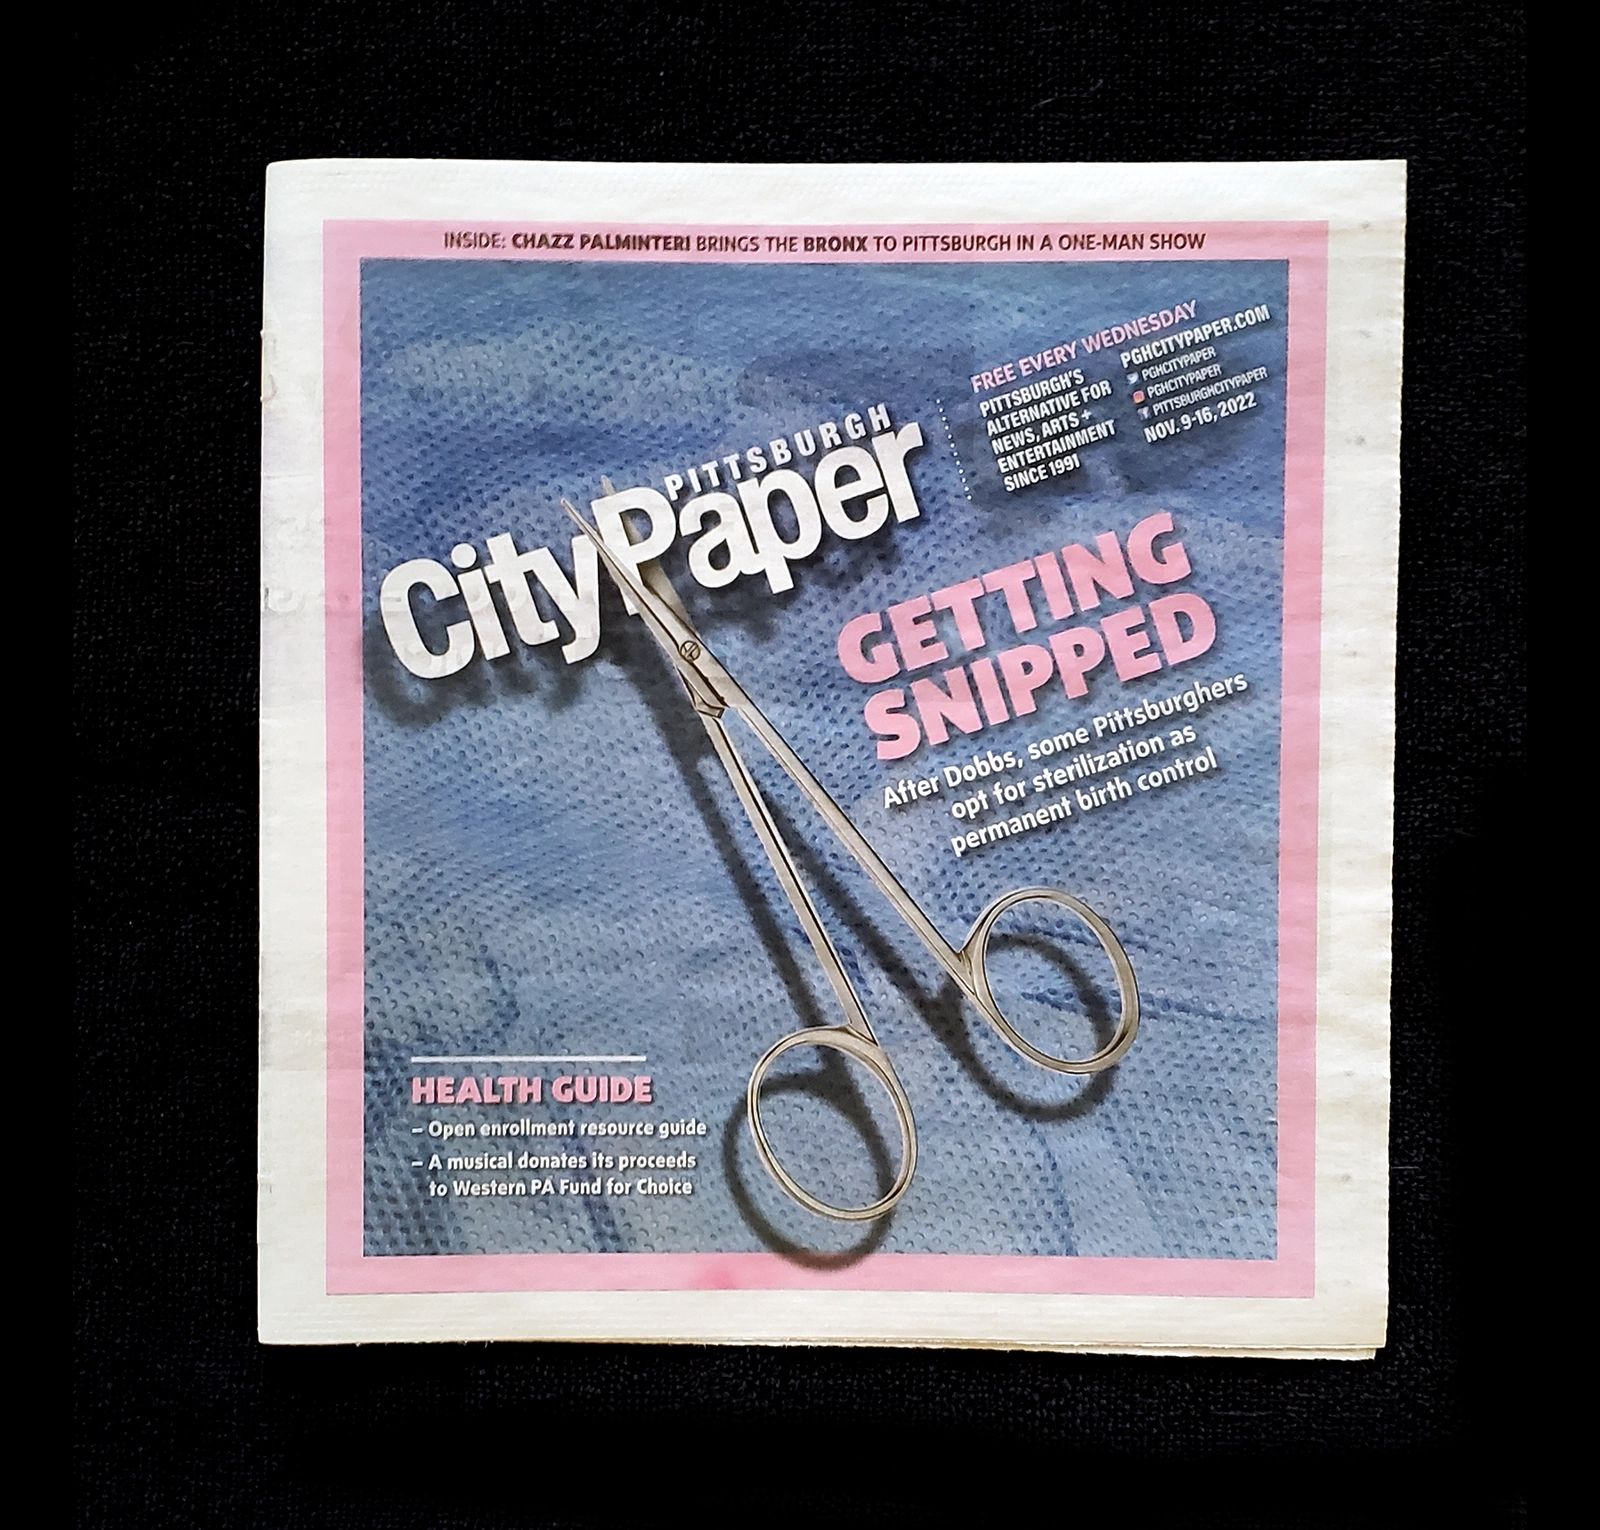 INSIDE: CHAZZ PALMINTERI BRINGS THE BRONX TO PITTSBURGH IN A ONE-MAN SHOW
FREE EVERY WEDNESDAY
PITTSBURGH'S
ALTERNATIVE FOR
NEWS, ARTS +
ENTERTAINMENT
SINCE 1991
PGHCITYPAPER.COM
PGHCITYPAPER
PGHCITYPAPER
PITTSBURGHCITYPAPER
NOV. 9-16, 2022
PITTSBURGH
CityPaper
GETTING
SNIPPED
After Dobbs, some Pittsburghers
opt for sterilization as
permanent birth control
HEALTH GUIDE
– Open enrollment resource guide
– A musical donates its proceeds
to Western PA Fund for Choice